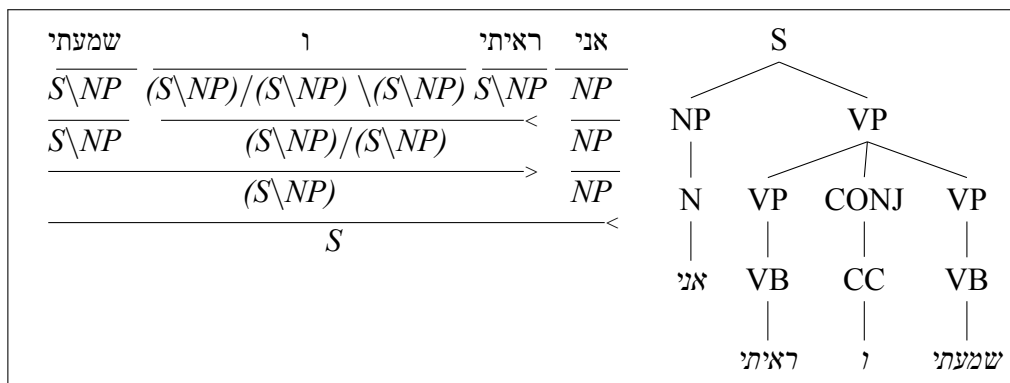 שמעתי ו ראיתי אני
S\NP (S\NP)/(S\NP) \(S\NP) S\NP NP
<
S\NP (S\NP)/(S\NP) NP
>
(S\NP) NP
<
S
S
NP VP
N VP CONJ VP
אני VB CC VB
ראיתי ו שמעתי